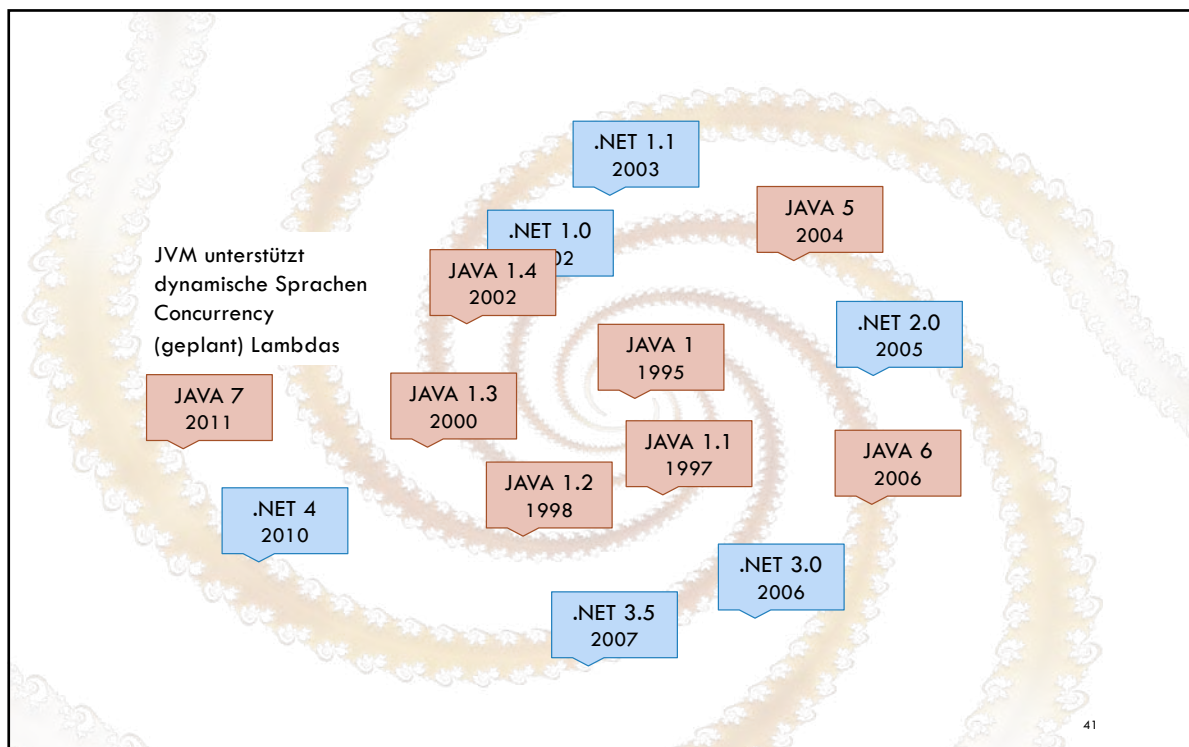 .NET 1.1
2003
JAVA 5
2004
.NET 1.0
02
JVM unterstützt
dynamische Sprachen
Concurrency
(geplant) Lambdas
JAVA 1.4
2002
.NET 2.0
2005
JAVA 1
1995
JAVA 7
2011
JAVA 1.3
2000
JAVA 1.1
1997
JAVA 6
2006
JAVA 1.2
1998
.NET 4
2010
.NET 3.0
2006
.NET 3.5
2007
41